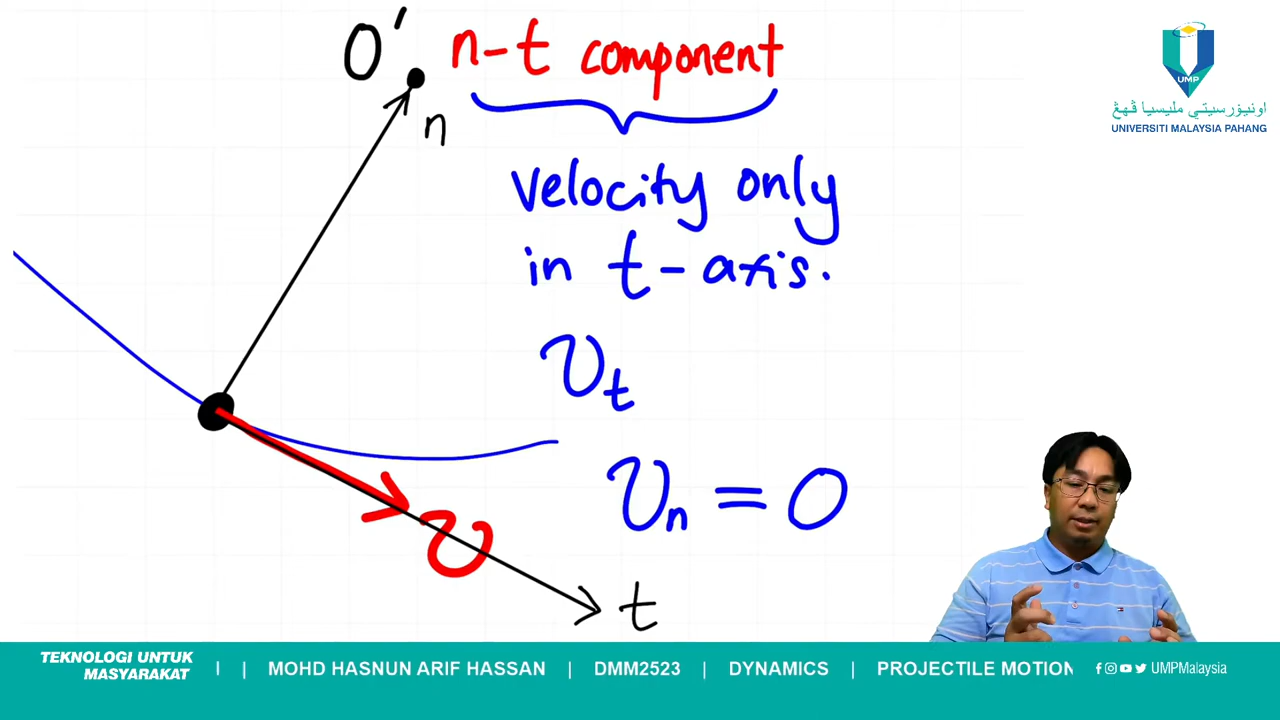 O′ n-t component
n
velocity only
in t-axis.
v_t
v_n = 0
v
t
UMP
اونيۏرسيتي مليسيا ڤهڠ
UNIVERSITI MALAYSIA PAHANG
TEKNOLOGI UNTUK
MASYARAKAT
| | MOHD HASNUN ARIF HASSAN | DMM2523 | DYNAMICS | PROJECTILE MOTION
UMPMalaysia